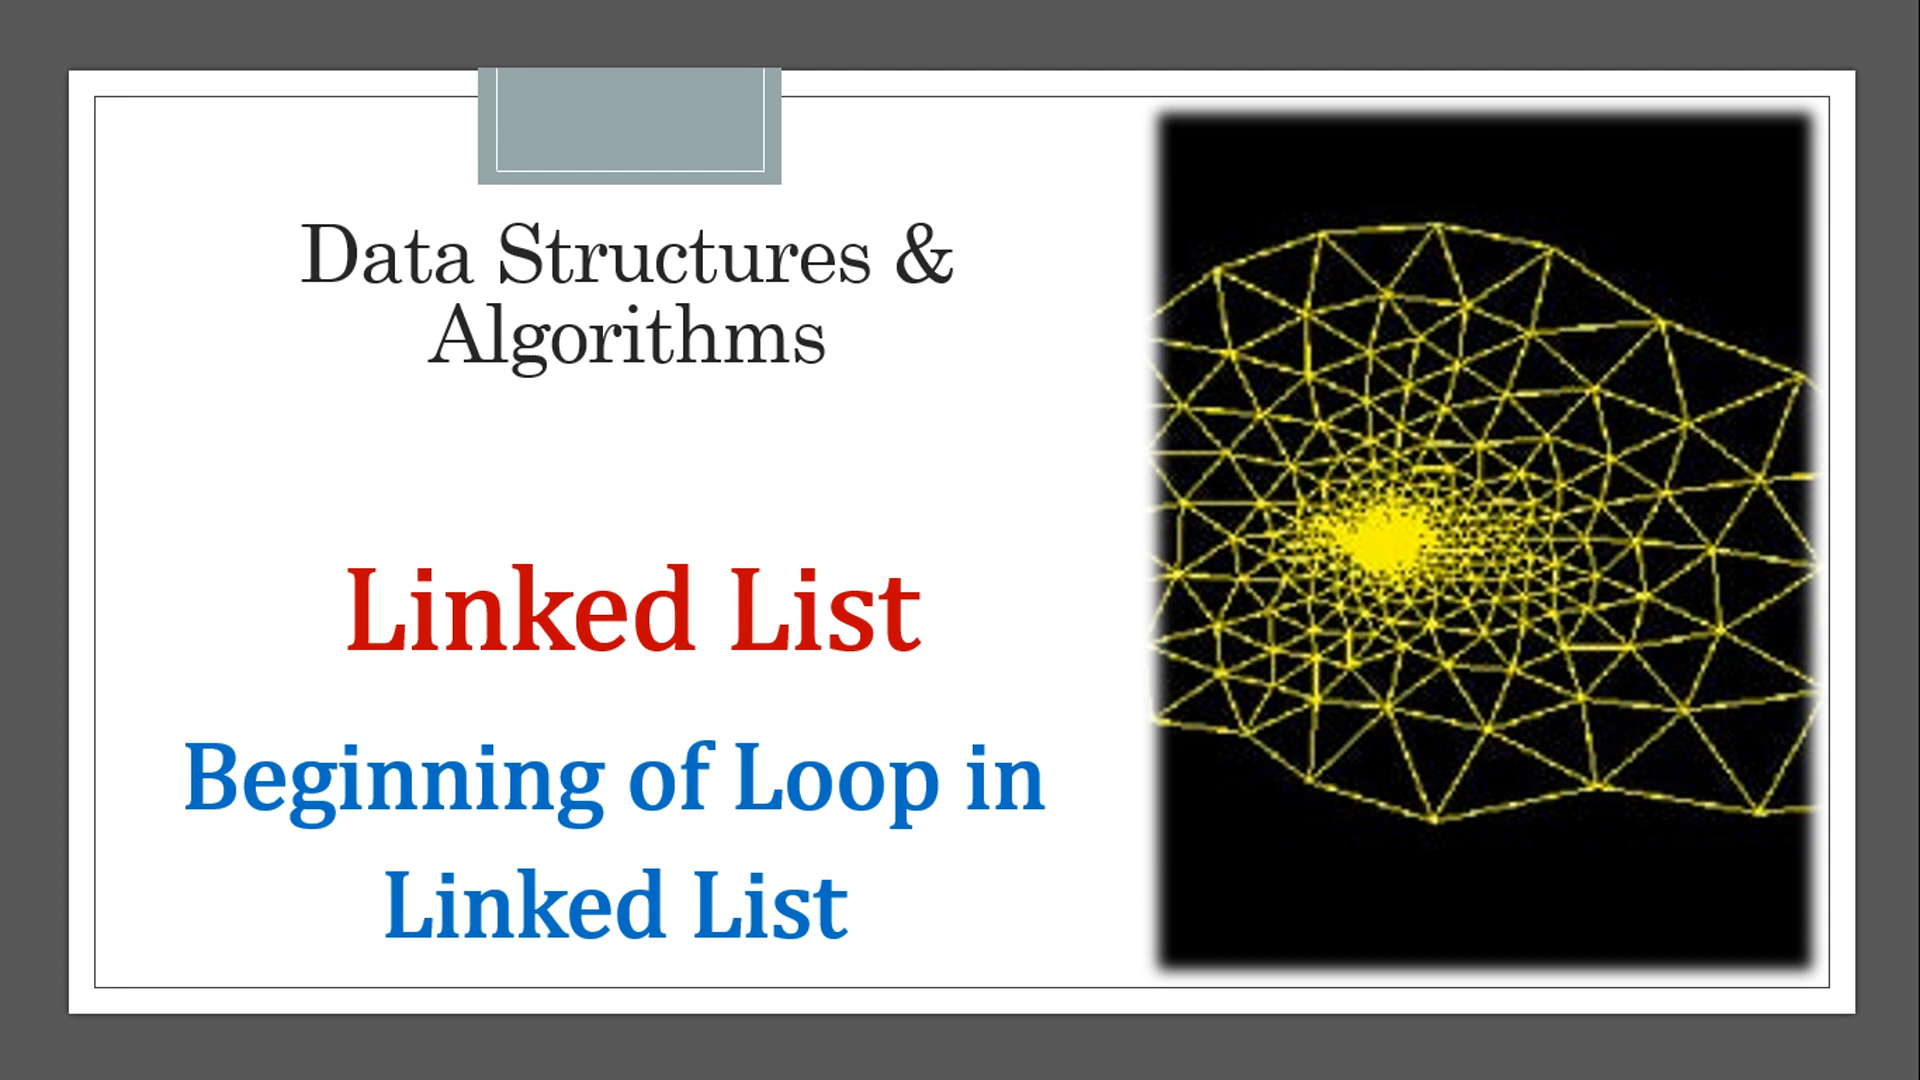 Data Structures &
Algorithms
Linked List
Beginning of Loop in
Linked List